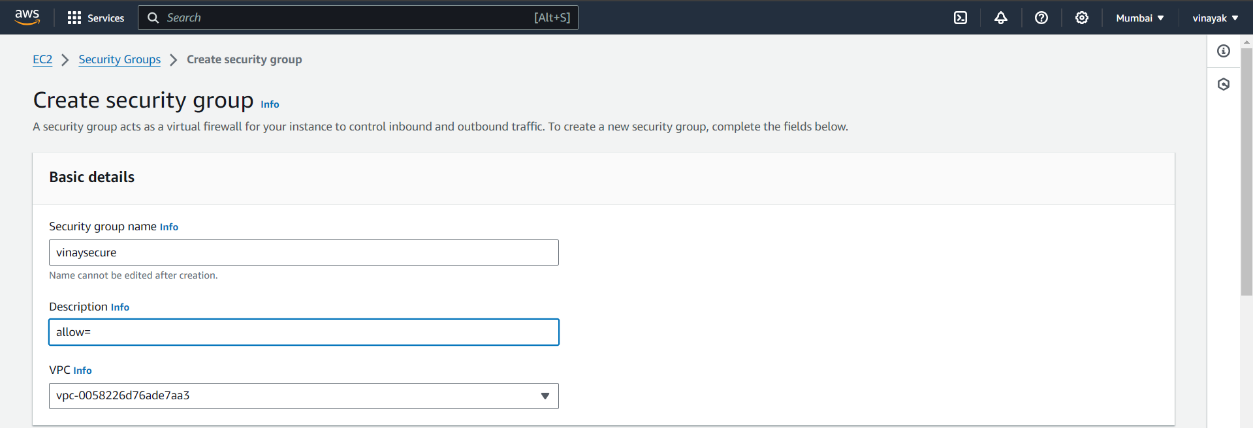 aws Services Search [Alt+S] Mumbai ▼ vinayak ▼
EC2 > Security Groups > Create security group
Create security group Info
A security group acts as a virtual firewall for your instance to control inbound and outbound traffic. To create a new security group, complete the fields below.
Basic details
Security group name Info
vinaysecure
Name cannot be edited after creation.
Description Info
allow=
VPC Info
vpc-0058226d76ade7aa3 ▼